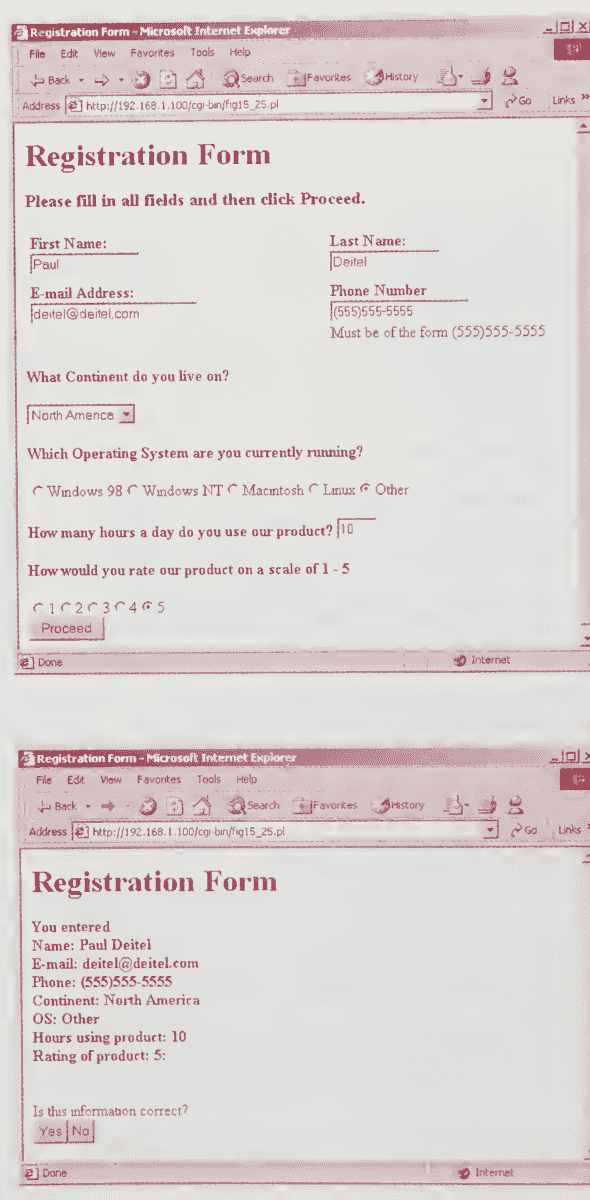 Registration Form - Microsoft Internet Explorer
File Edit View Favorites Tools Help
Back Search Favorites History
Address http://192.168.1.100/cgi-bin/fig15_25.pl Go Links »
Registration Form
Please fill in all fields and then click Proceed.
First Name: Last Name:
Paul Deitel
E-mail Address: Phone Number
deitel@deitel.com (555)555-5555
Must be of the form (555)555-5555
What Continent do you live on?
North America
Which Operating System are you currently running?
Windows 98 Windows NT Macintosh Linux Other
How many hours a day do you use our product? 10
How would you rate our product on a scale of 1 - 5
1 2 3 4 5
Proceed
Done Internet
Registration Form - Microsoft Internet Explorer
File Edit View Favorites Tools Help
Back Search Favorites History
Address http://192.168.1.100/cgi-bin/fig15_25.pl Go Links »
Registration Form
You entered
Name: Paul Deitel
E-mail: deitel@deitel.com
Phone: (555)555-5555
Continent: North America
OS: Other
Hours using product: 10
Rating of product: 5:
Is this information correct?
Yes No
Done Internet